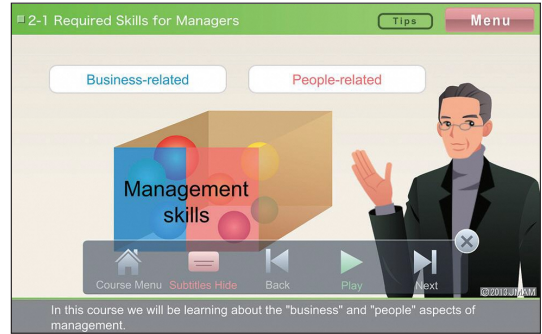 2-1 Required Skills for Managers
Tips
Menu
Business-related
People-related
Management
skills
Course Menu
Subtitles Hide
Back
Play
Next
©2013 JMAM
In this course we will be learning about the "business" and "people" aspects of
management.